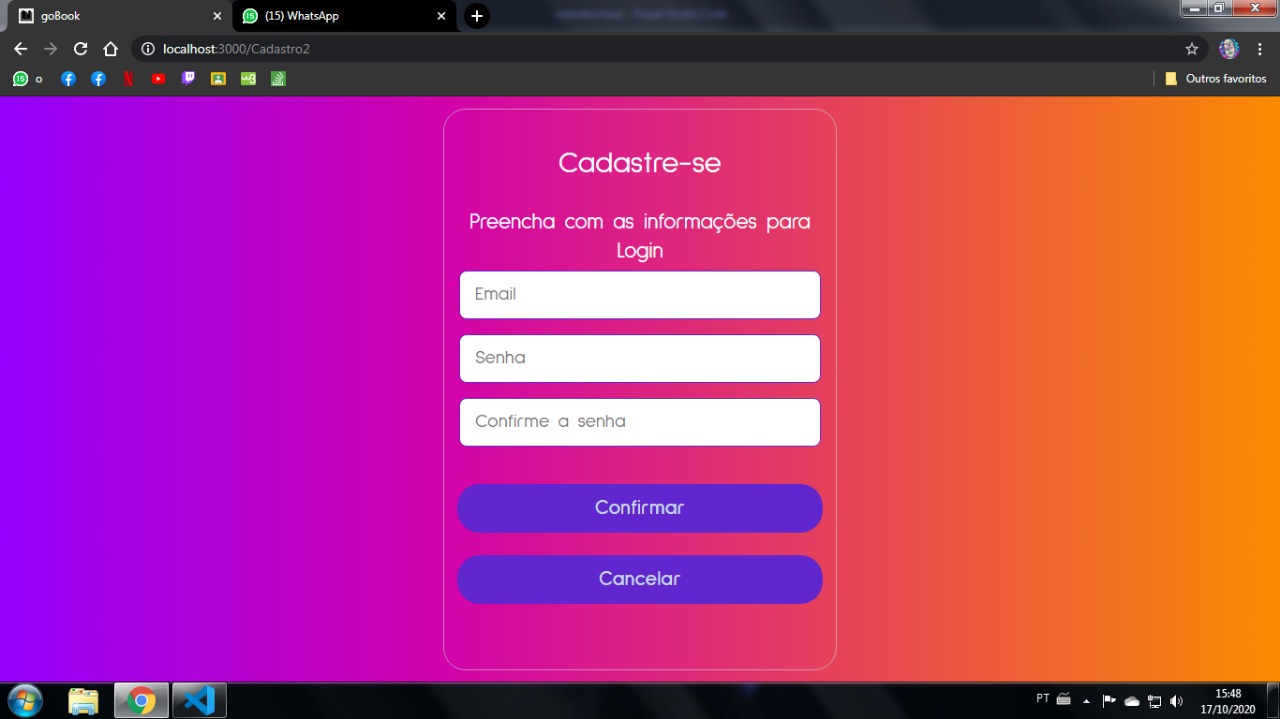 goBook
(15) WhatsApp
localhost:3000/Cadastro2
Outros favoritos
Cadastre-se
Preencha com as informações para
Login
Email
Senha
Confirme a senha
Confirmar
Cancelar
PT
15:48
17/10/2020